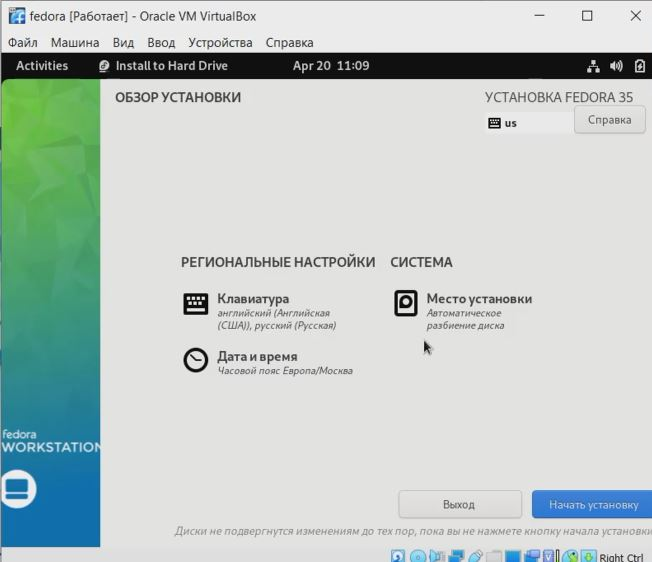 fedora [Работает] - Oracle VM VirtualBox
Файл Машина Вид Ввод Устройства Справка
Activities Install to Hard Drive Apr 20 11:09
ОБЗОР УСТАНОВКИ
УСТАНОВКА FEDORA 35
us
Справка
РЕГИОНАЛЬНЫЕ НАСТРОЙКИ
Клавиатура
английский (Английская
(США)), русский (Русская)
Дата и время
Часовой пояс Европа/Москва
СИСТЕМА
Место установки
Автоматическое
разбиение диска
fedora
WORKSTATION
Выход
Начать установку
Диски не подвергнутся изменениям до тех пор, пока вы не нажмете кнопку начала установки
Right Ctrl